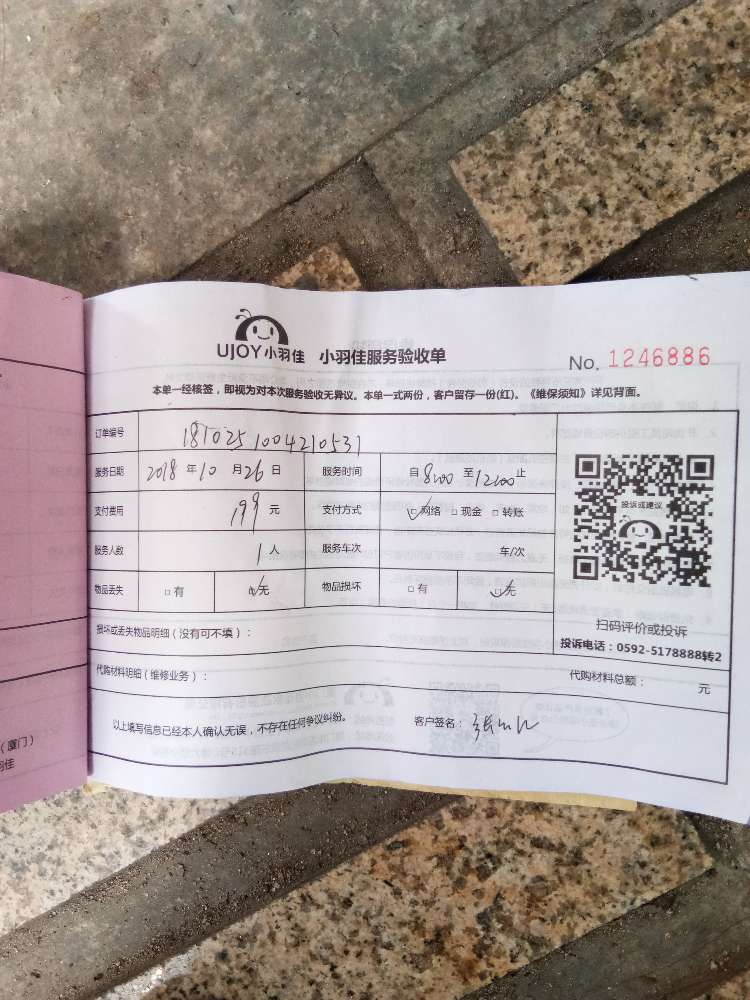 UJOY小羽佳 小羽佳服务验收单
No. 1246886
本单一经核签,即视为对本次服务验收无异议。本单一式两份,客户留存一份(红)。《维保须知》详见背面。
订单编号 1810251004210531
服务日期 2018 年 10 月 26 日 服务时间 自 8:00 至 12:00 止
支付费用 199 元 支付方式 □网络 □现金 □转账
服务人数 1 人 服务车次 车/次
物品丢失 □有 □无 物品损坏 □有 □无
投诉或建议
扫码评价或投诉
投诉电话:0592-5178888转2
损坏或丢失物品明细(没有可不填):
代购材料明细(维修业务): 代购材料总额: 元
以上填写信息已经本人确认无误,不存在任何争议纠纷。 客户签名:
(厦门)
羽佳